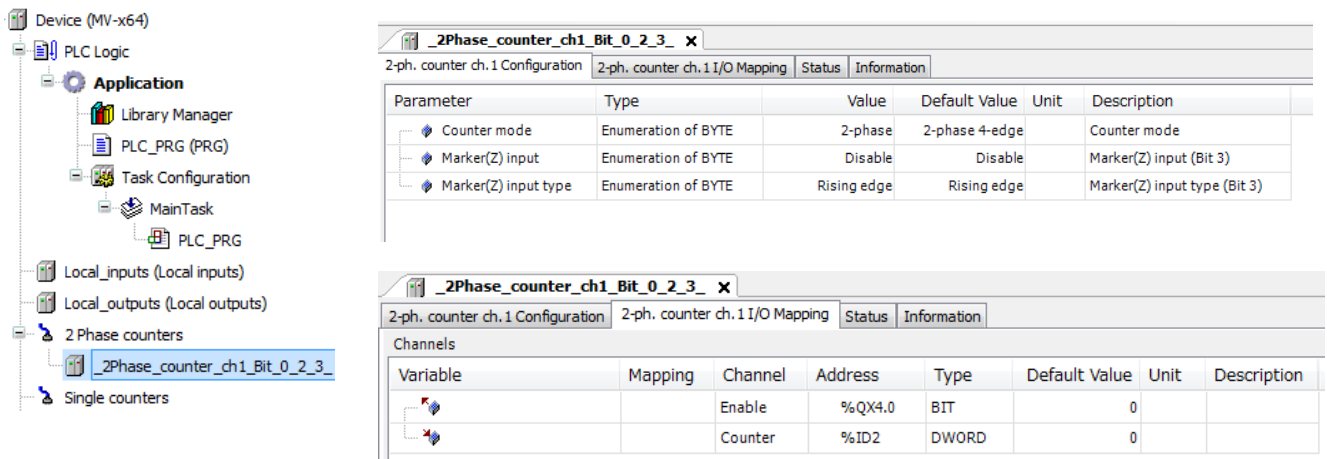 Device (MV-x64)
PLC Logic
Application
Library Manager
PLC_PRG (PRG)
Task Configuration
MainTask
PLC_PRG
Local_inputs (Local inputs)
Local_outputs (Local outputs)
2 Phase counters
_2Phase_counter_ch1_Bit_0_2_3_
Single counters
_2Phase_counter_ch1_Bit_0_2_3_ x
2-ph. counter ch.1 Configuration 2-ph. counter ch.1 I/O Mapping Status Information
Parameter Type Value Default Value Unit Description
Counter mode Enumeration of BYTE 2-phase 2-phase 4-edge Counter mode
Marker(Z) input Enumeration of BYTE Disable Disable Marker(Z) input (Bit 3)
Marker(Z) input type Enumeration of BYTE Rising edge Rising edge Marker(Z) input type (Bit 3)
_2Phase_counter_ch1_Bit_0_2_3_ x
2-ph. counter ch.1 Configuration 2-ph. counter ch.1 I/O Mapping Status Information
Channels
Variable Mapping Channel Address Type Default Value Unit Description
Enable %QX4.0 BIT 0
Counter %ID2 DWORD 0